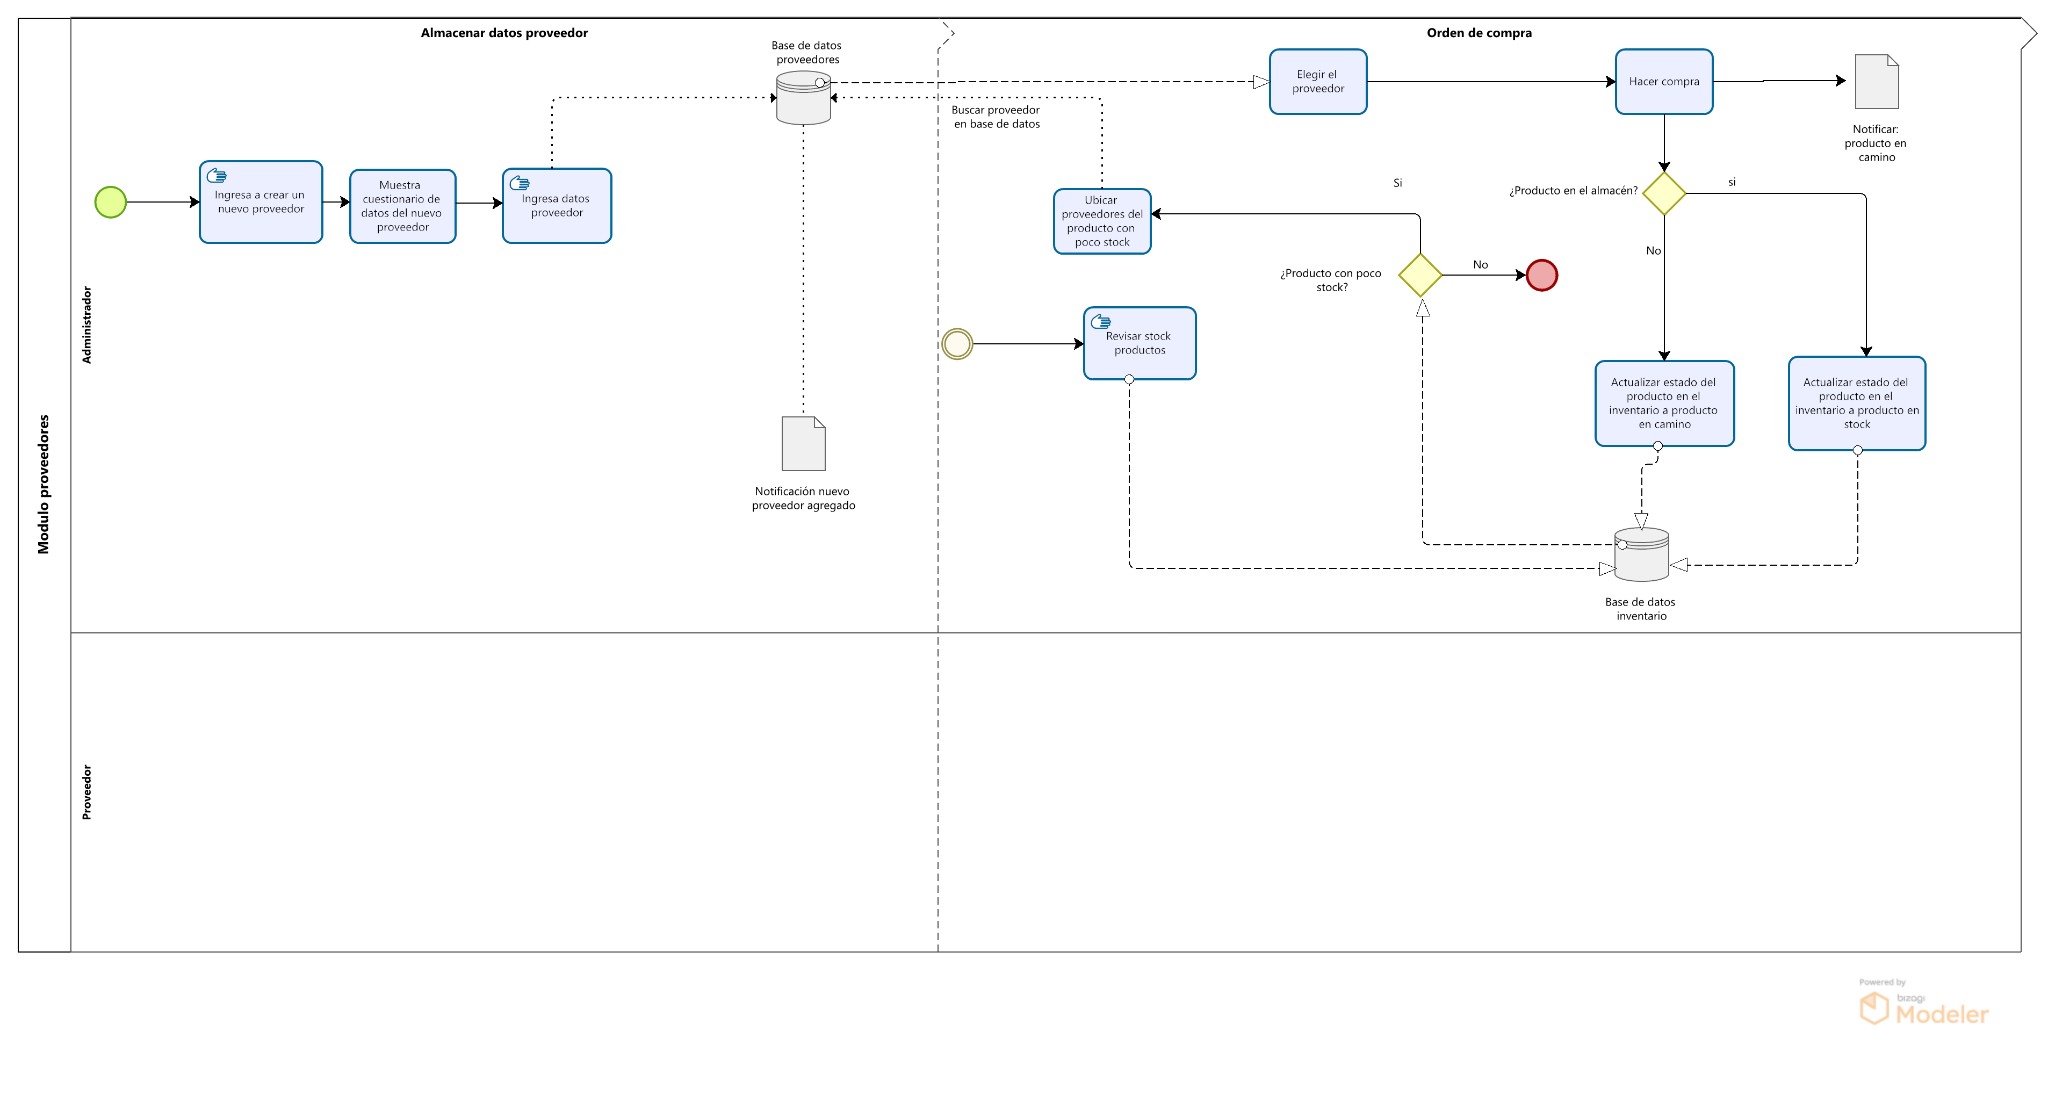 Almacenar datos proveedor
Orden de compra
Modulo proveedores
Administrador
Proveedor
Base de datos
proveedores
Ingresa a crear un
nuevo proveedor
Muestra
cuestionario de
datos del nuevo
proveedor
Ingresa datos
proveedor
Notificación nuevo
proveedor agregado
Buscar proveedor
en base de datos
Elegir el
proveedor
Hacer compra
Notificar:
producto en
camino
Ubicar
proveedores del
producto con
poco stock
Si
¿Producto en el almacén?
si
No
¿Producto con poco
stock?
No
Revisar stock
productos
Actualizar estado del
producto en el
inventario a producto
en camino
Actualizar estado del
producto en el
inventario a producto en
stock
Base de datos
inventario
Powered by
bizagi
Modeler